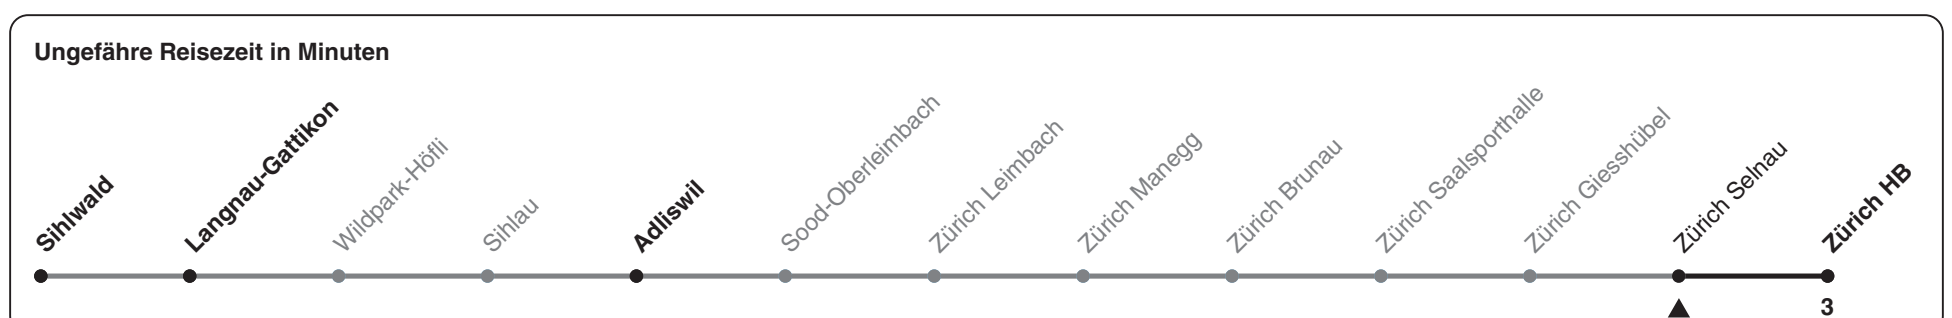 Ungefähre Reisezeit in Minuten
Sihlwald
Langnau-Gattikon
Wildpark-Höfli
Sihlau
Adliswil
Sood-Oberleimbach
Zürich Leimbach
Zürich Manegg
Zürich Brunau
Zürich Saalsporthalle
Zürich Giesshübel
Zürich Selnau
Zürich HB
3